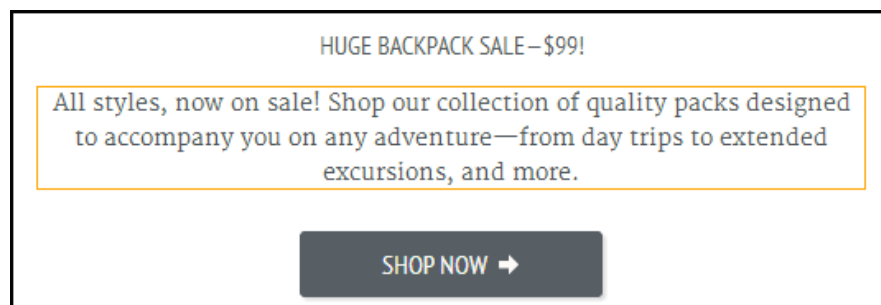 HUGE BACKPACK SALE–$99!
All styles, now on sale! Shop our collection of quality packs designed
to accompany you on any adventure—from day trips to extended
excursions, and more.
SHOP NOW